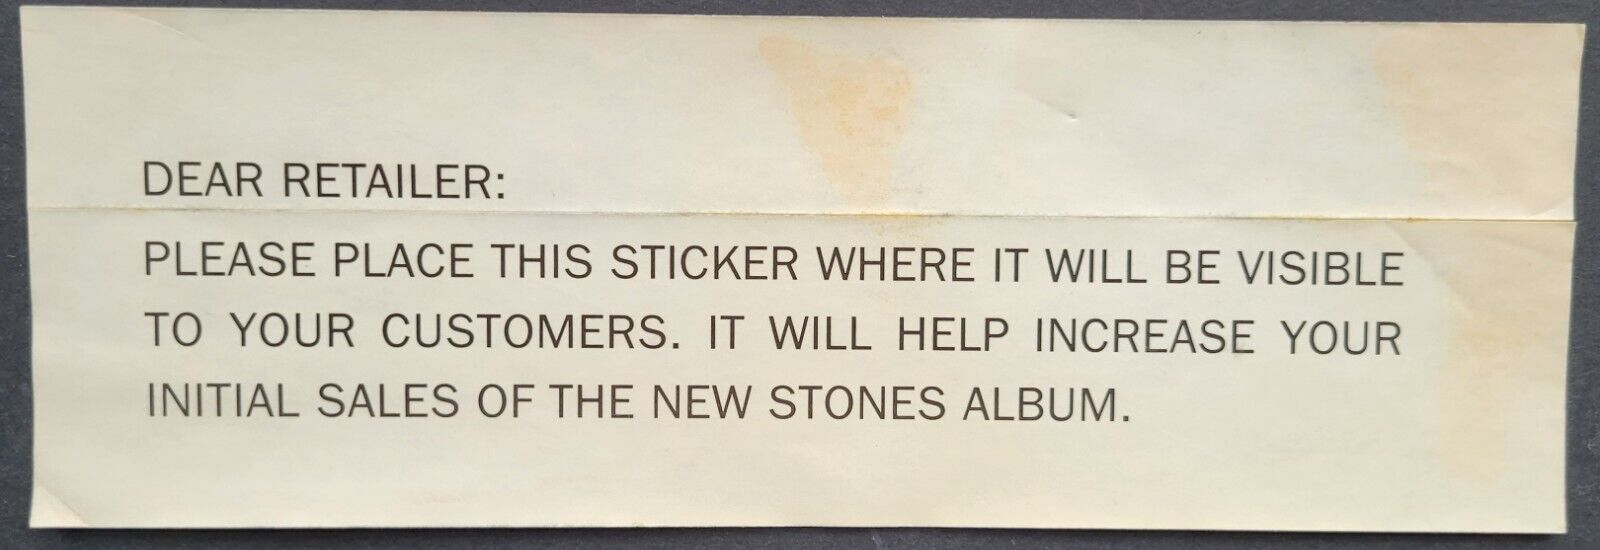 DEAR RETAILER:
PLEASE PLACE THIS STICKER WHERE IT WILL BE VISIBLE
TO YOUR CUSTOMERS. IT WILL HELP INCREASE YOUR
INITIAL SALES OF THE NEW STONES ALBUM.